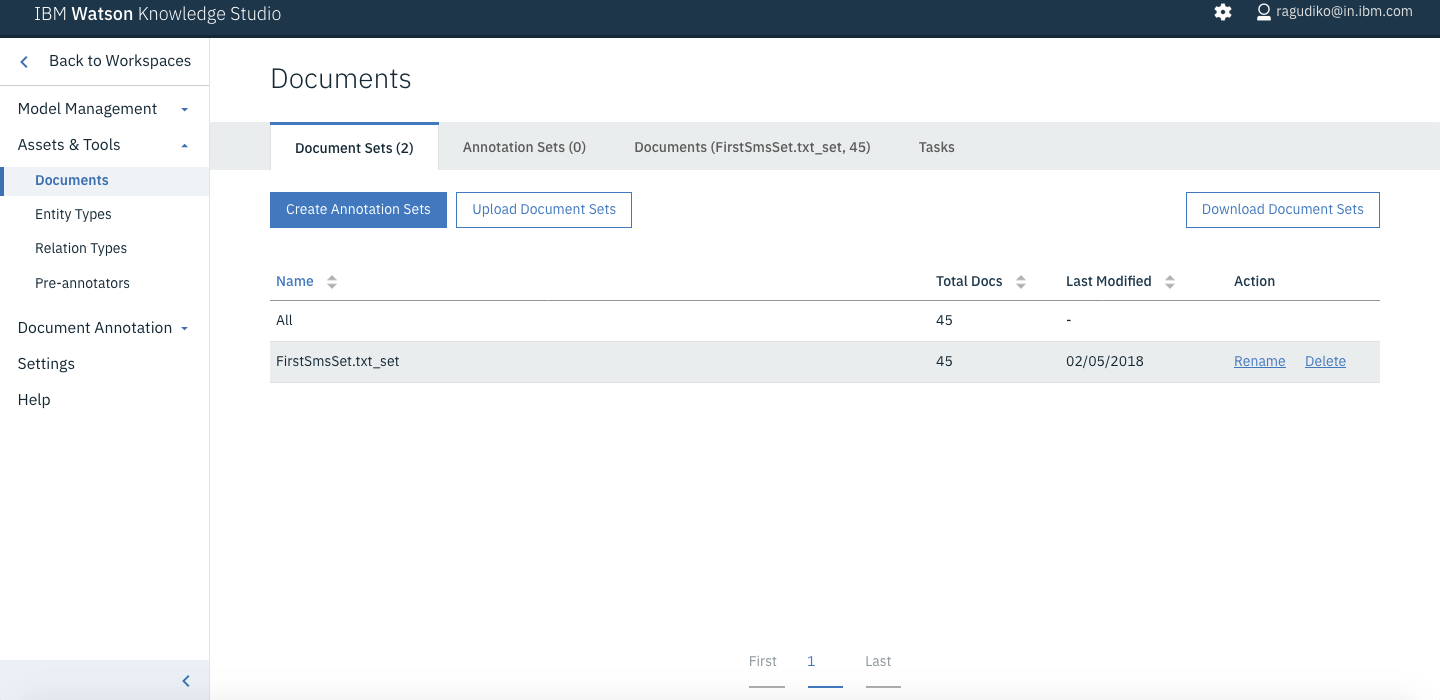 IBM Watson Knowledge Studio
ragudiko@in.ibm.com
Back to Workspaces
Model Management
Assets & Tools
Documents
Entity Types
Relation Types
Pre-annotators
Document Annotation
Settings
Help
Documents
Document Sets (2) Annotation Sets (0) Documents (FirstSmsSet.txt_set, 45) Tasks
Create Annotation Sets Upload Document Sets Download Document Sets
Name Total Docs Last Modified Action
All 45 -
FirstSmsSet.txt_set 45 02/05/2018 Rename Delete
First 1 Last